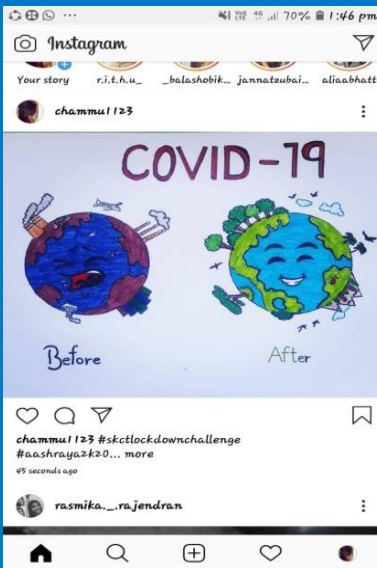 70% 1:46 pm
Instagram
Your story r.i.t.h.u_ _balashobik... jannatzubai... aliaabhatt
chammu1123
COVID-19
Before After
chammu1123 #skctlockdownchallenge
#aashraya2k20... more
45 seconds ago
rasmika._.rajendran